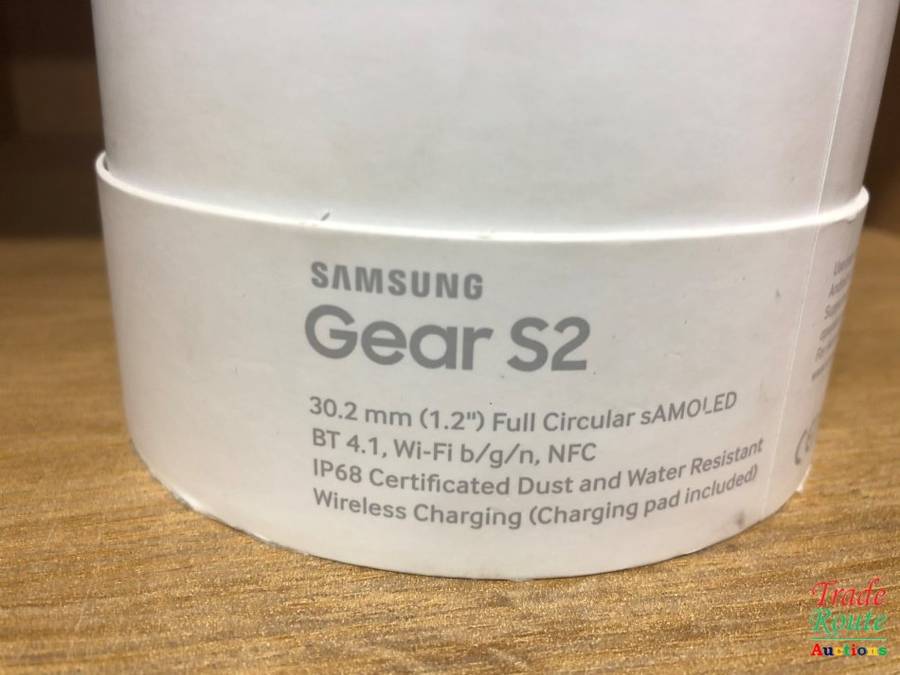 SAMSUNG
Gear S2
30.2 mm (1.2") Full Circular sAMOLED
BT 4.1, Wi-Fi b/g/n, NFC
IP68 Certificated Dust and Water Resistant
Wireless Charging (Charging pad included)
Trade
Route
Auctions